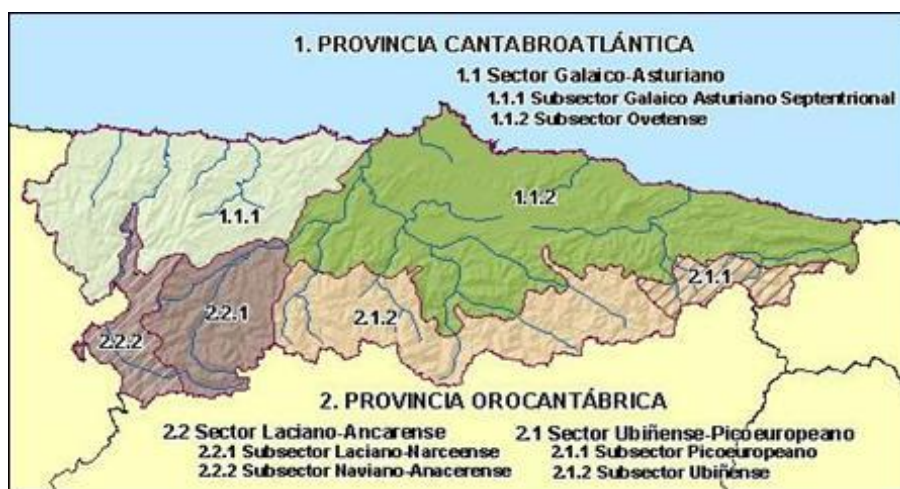 1. PROVINCIA CANTABROATLÁNTICA
1.1 Sector Galaico-Asturiano
1.1.1 Subsector Galaico Asturiano Septentrional
1.1.2 Subsector Ovetense
1.1.1
1.1.2
2.1.1
2.2.1
2.1.2
2.2.2
2. PROVINCIA OROCANTÁBRICA
2.2 Sector Laciano-Ancarense
2.2.1 Subsector Laciano-Narceense
2.2.2 Subsector Naviano-Anacerense
2.1 Sector Ubiñense-Picoeuropeano
2.1.1 Subsector Picoeuropeano
2.1.2 Subsector Ubiñense